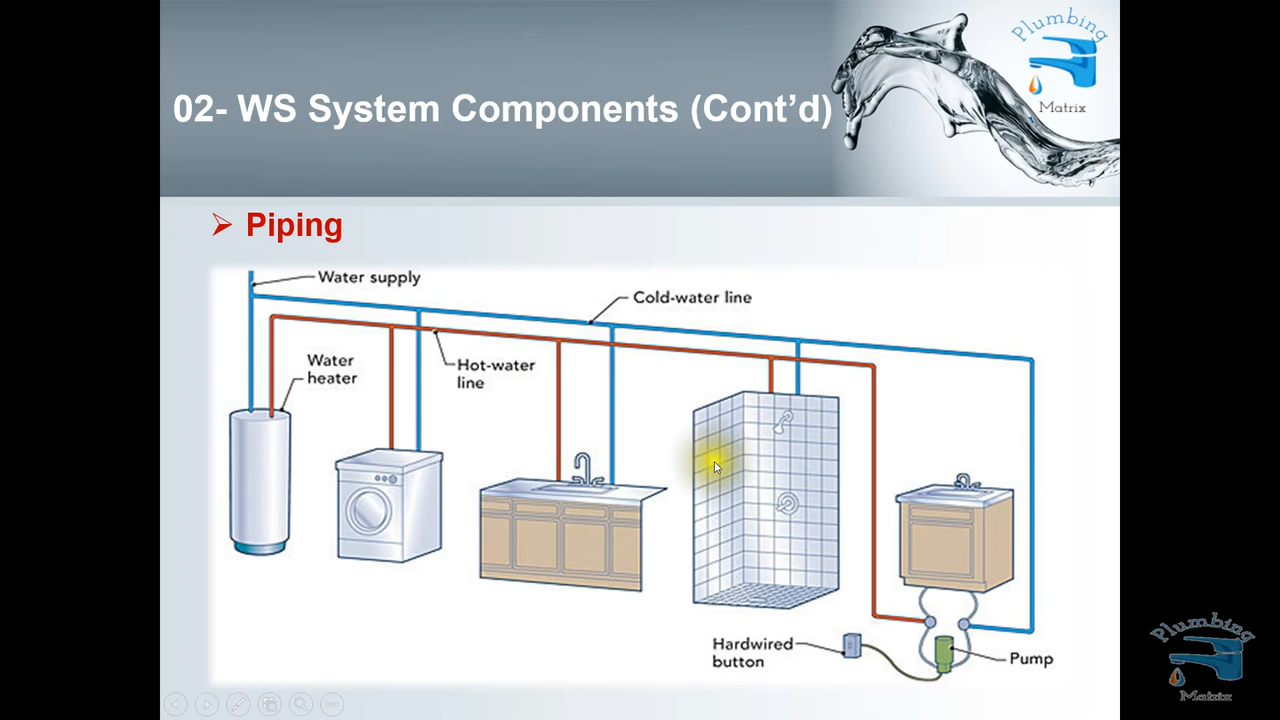 Plumbing
Matrix
02- WS System Components (Cont’d)
Piping
Water supply
Cold-water line
Water
heater
Hot-water
line
Hardwired
button
Pump
Plumbing
Matrix